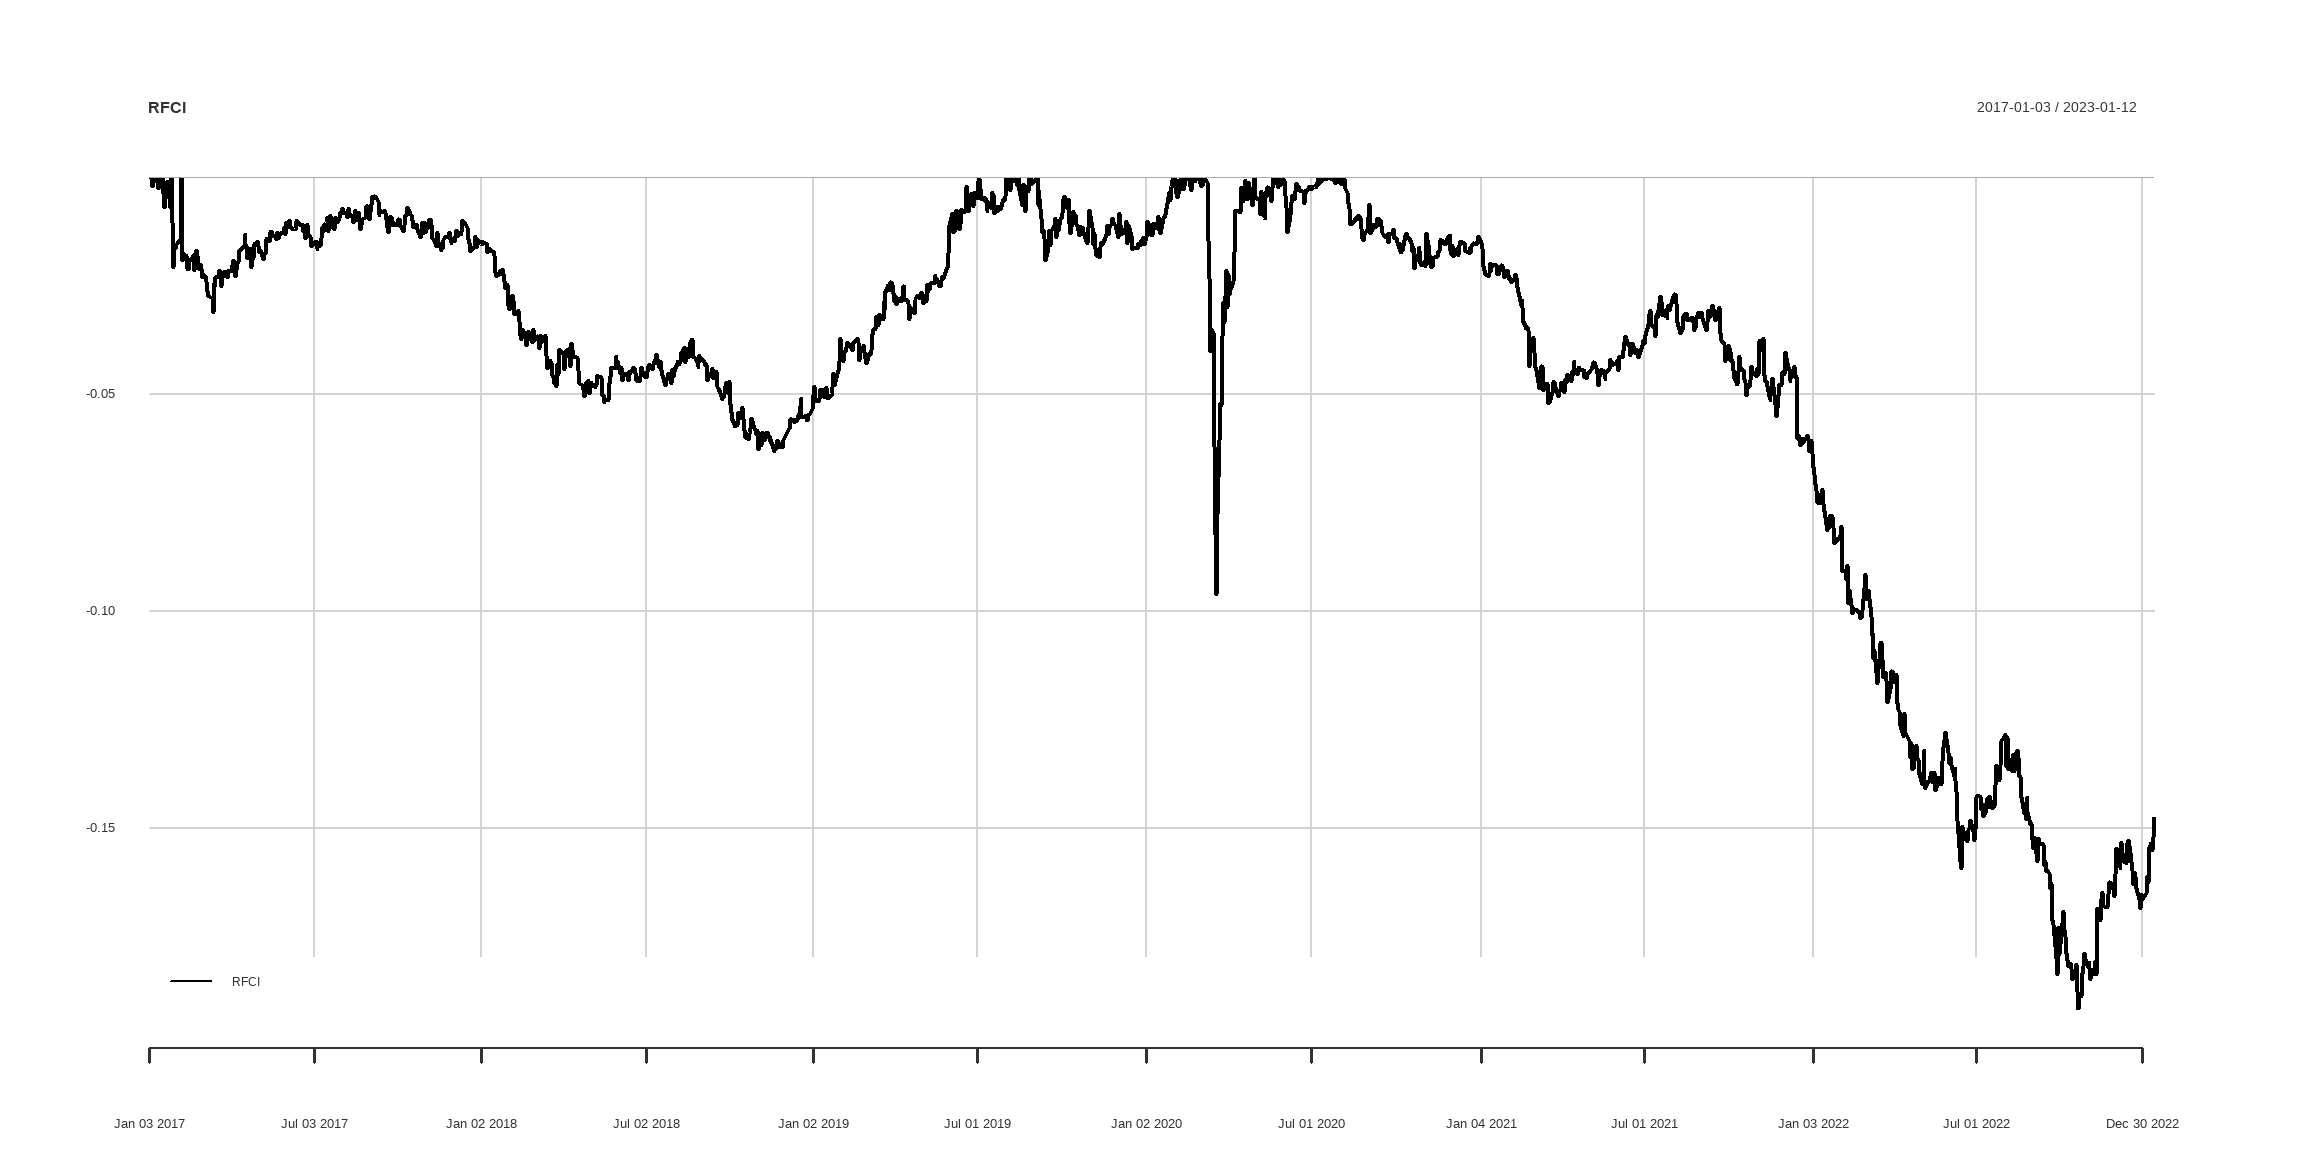 RFCI
2017-01-03 / 2023-01-12
-0.05
-0.10
-0.15
RFCI
Jan 03 2017
Jul 03 2017
Jan 02 2018
Jul 02 2018
Jan 02 2019
Jul 01 2019
Jan 02 2020
Jul 01 2020
Jan 04 2021
Jul 01 2021
Jan 03 2022
Jul 01 2022
Dec 30 2022